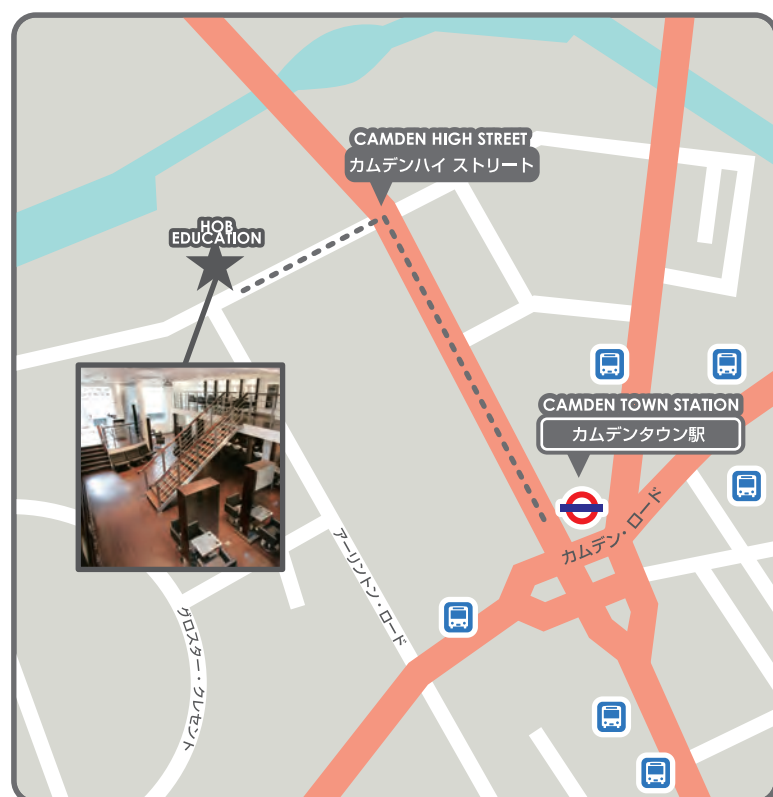 CAMDEN HIGH STREET
カムデンハイ ストリート
HOB
EDUCATION
CAMDEN TOWN STATION
カムデンタウン駅
カムデン・ロード
アーリントン・ロード
グロスター・クレセント